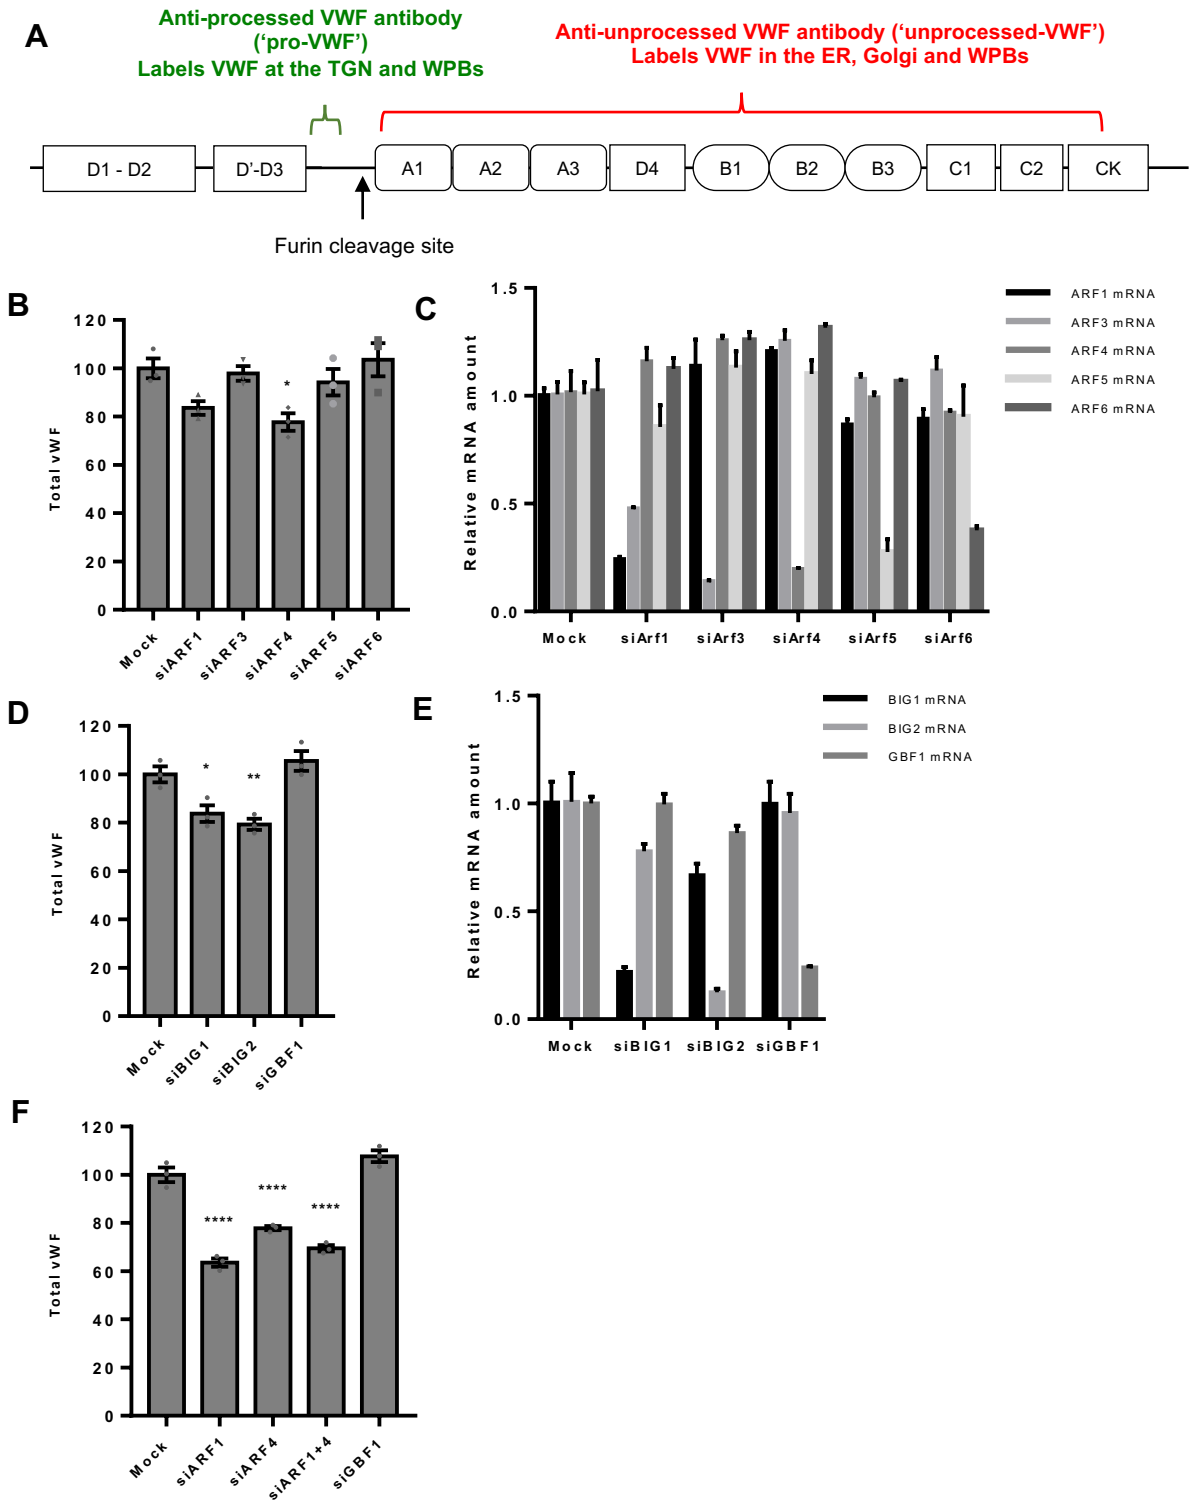 A
Anti-processed VWF antibody
('pro-VWF')
Labels VWF at the TGN and WPBs
Anti-unprocessed VWF antibody ('unprocessed-VWF')
Labels VWF in the ER, Golgi and WPBs
D1 - D2
D'-D3
A1
A2
A3
D4
B1
B2
B3
C1
C2
CK
Furin cleavage site
B
Total vWF
120
100
80
60
40
20
0
*
Mock
siARF1
siARF3
siARF4
siARF5
siARF6
C
Relative mRNA amount
1.5
1.0
0.5
0.0
Mock
siArf1
siArf3
siArf4
siArf5
siArf6
ARF1 mRNA
ARF3 mRNA
ARF4 mRNA
ARF5 mRNA
ARF6 mRNA
D
Total vWF
120
100
80
60
40
20
0
*
**
Mock
siBIG1
siBIG2
siGBF1
E
Relative mRNA amount
1.5
1.0
0.5
0.0
Mock
siBIG1
siBIG2
siGBF1
BIG1 mRNA
BIG2 mRNA
GBF1 mRNA
F
Total vWF
120
100
80
60
40
20
0
****
****
****
Mock
siARF1
siARF4
siARF1+4
siGBF1